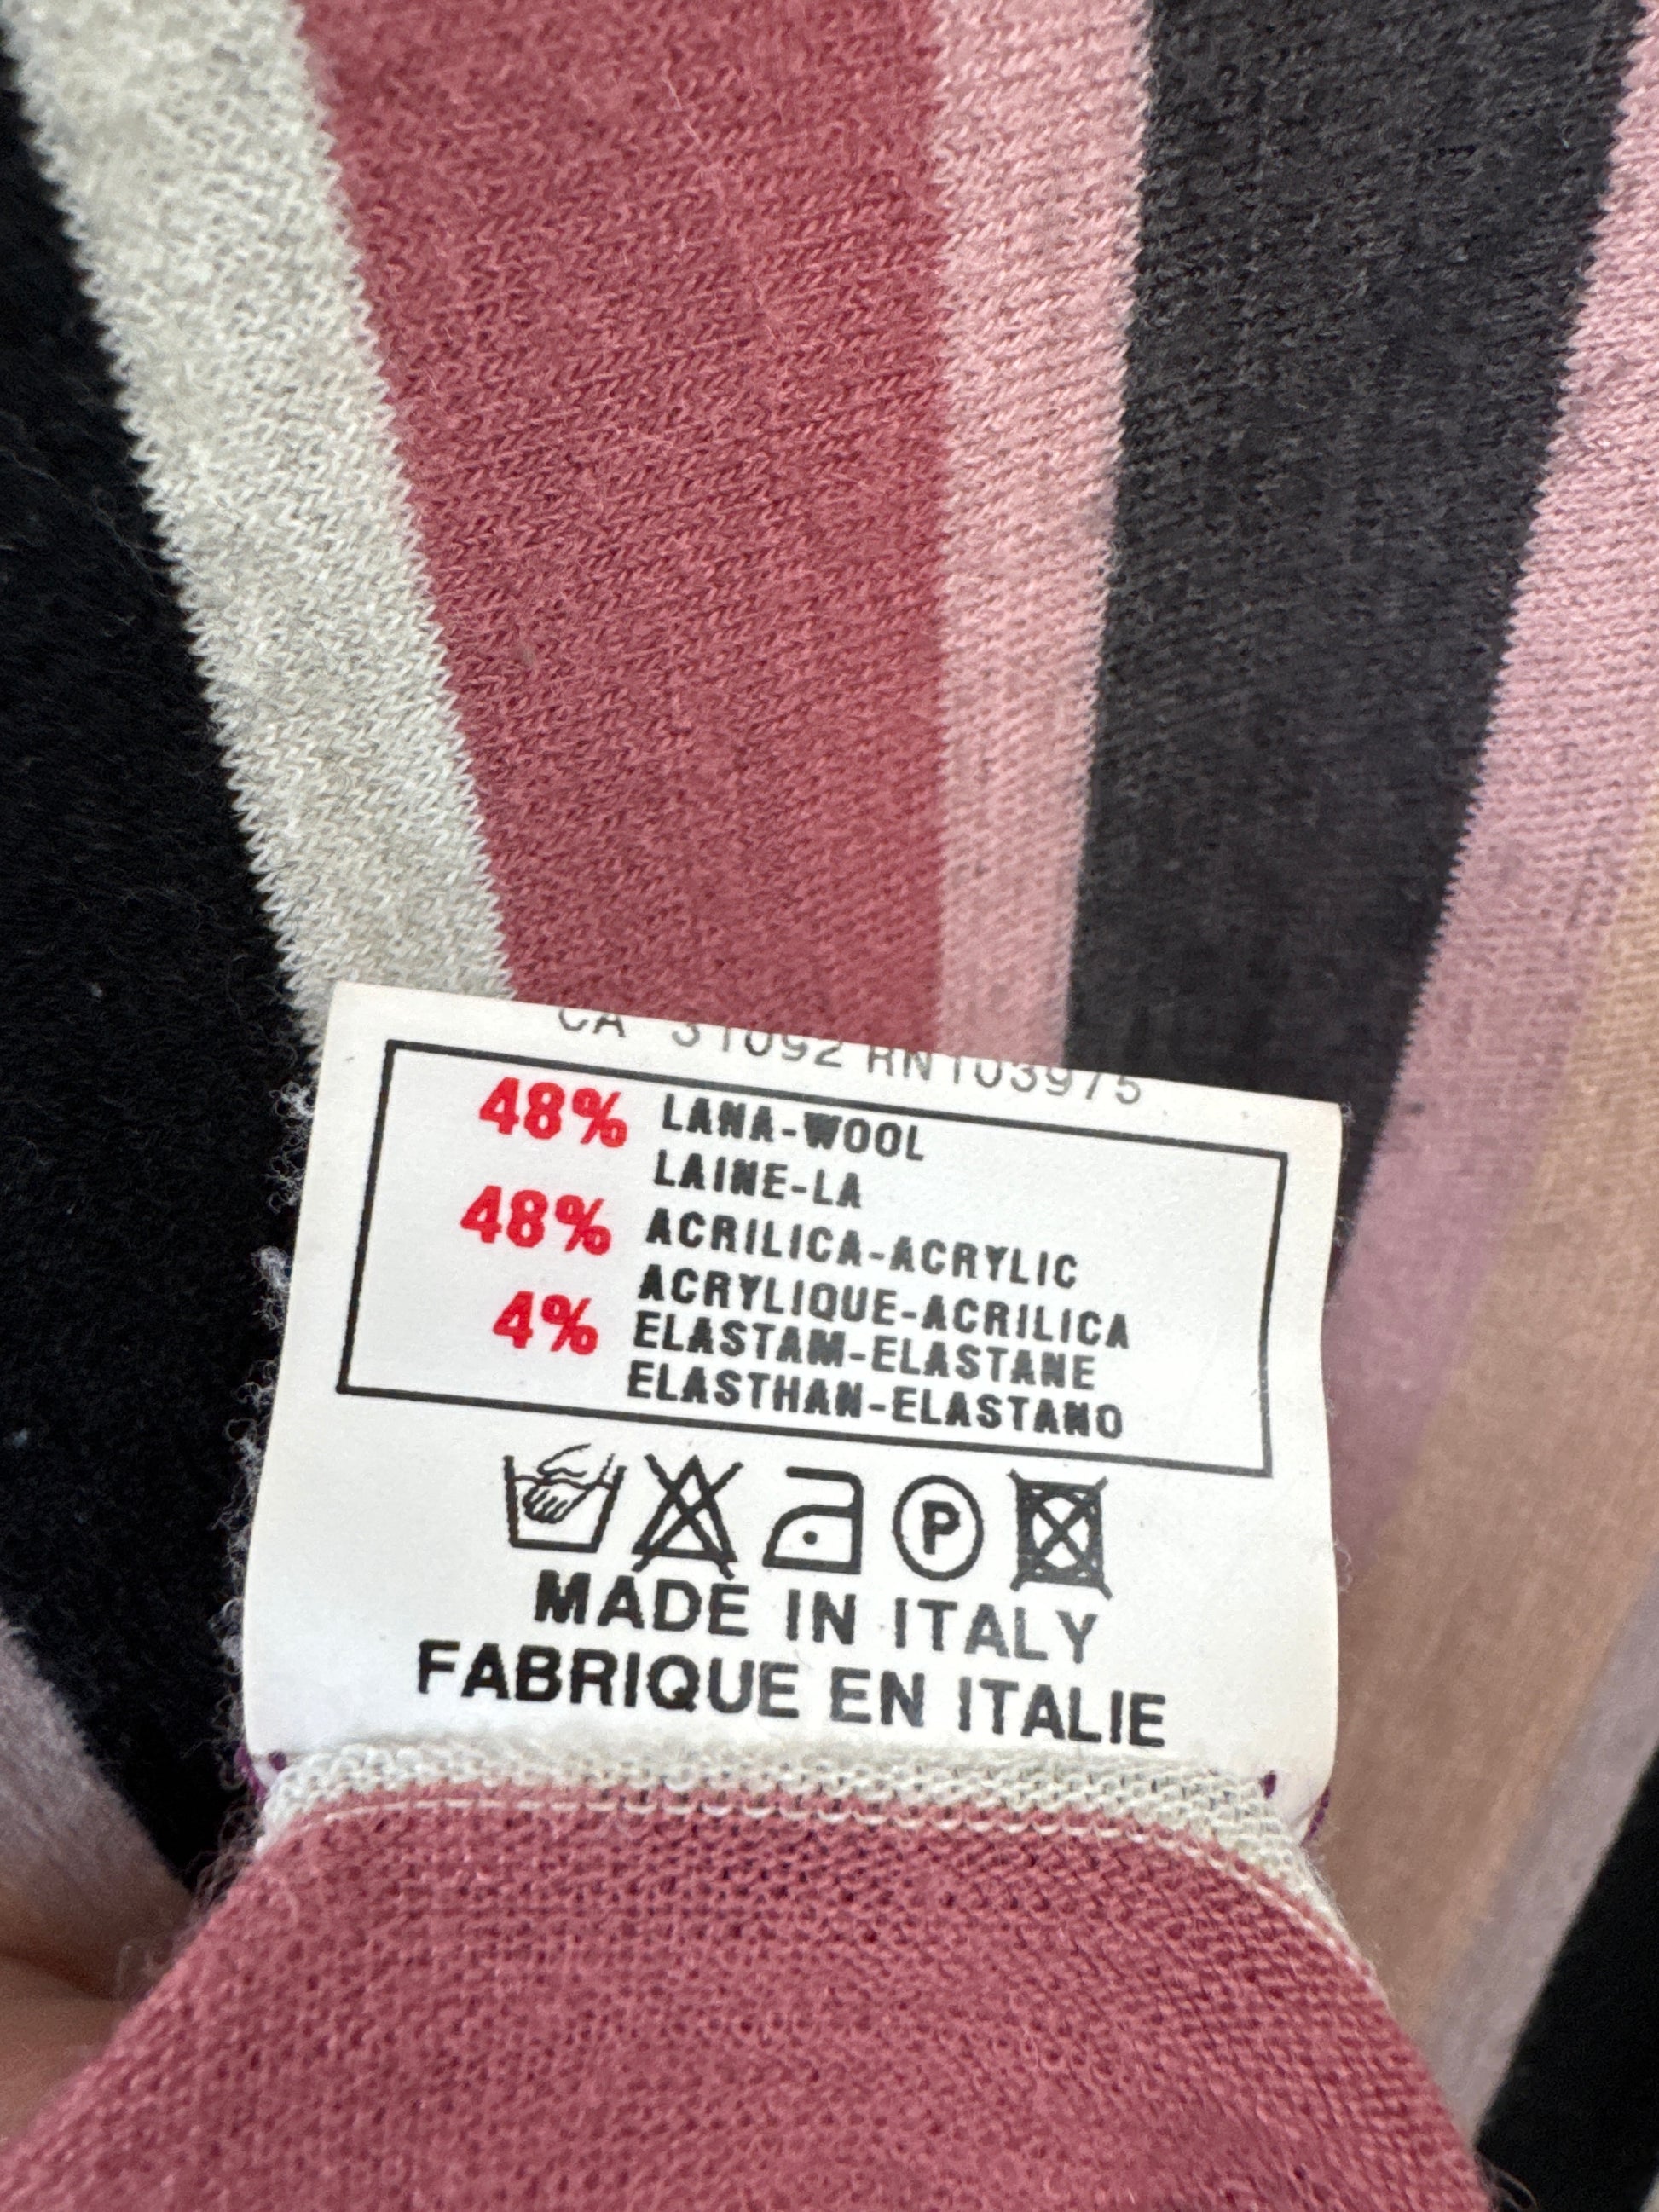 CA 31092 RN103975
48% LANA-WOOL
LAINE-LA
48% ACRILICA-ACRYLIC
ACRYLIQUE-ACRILICA
4% ELASTAM-ELASTANE
ELASTHAN-ELASTANO
P
MADE IN ITALY
FABRIQUE EN ITALIE